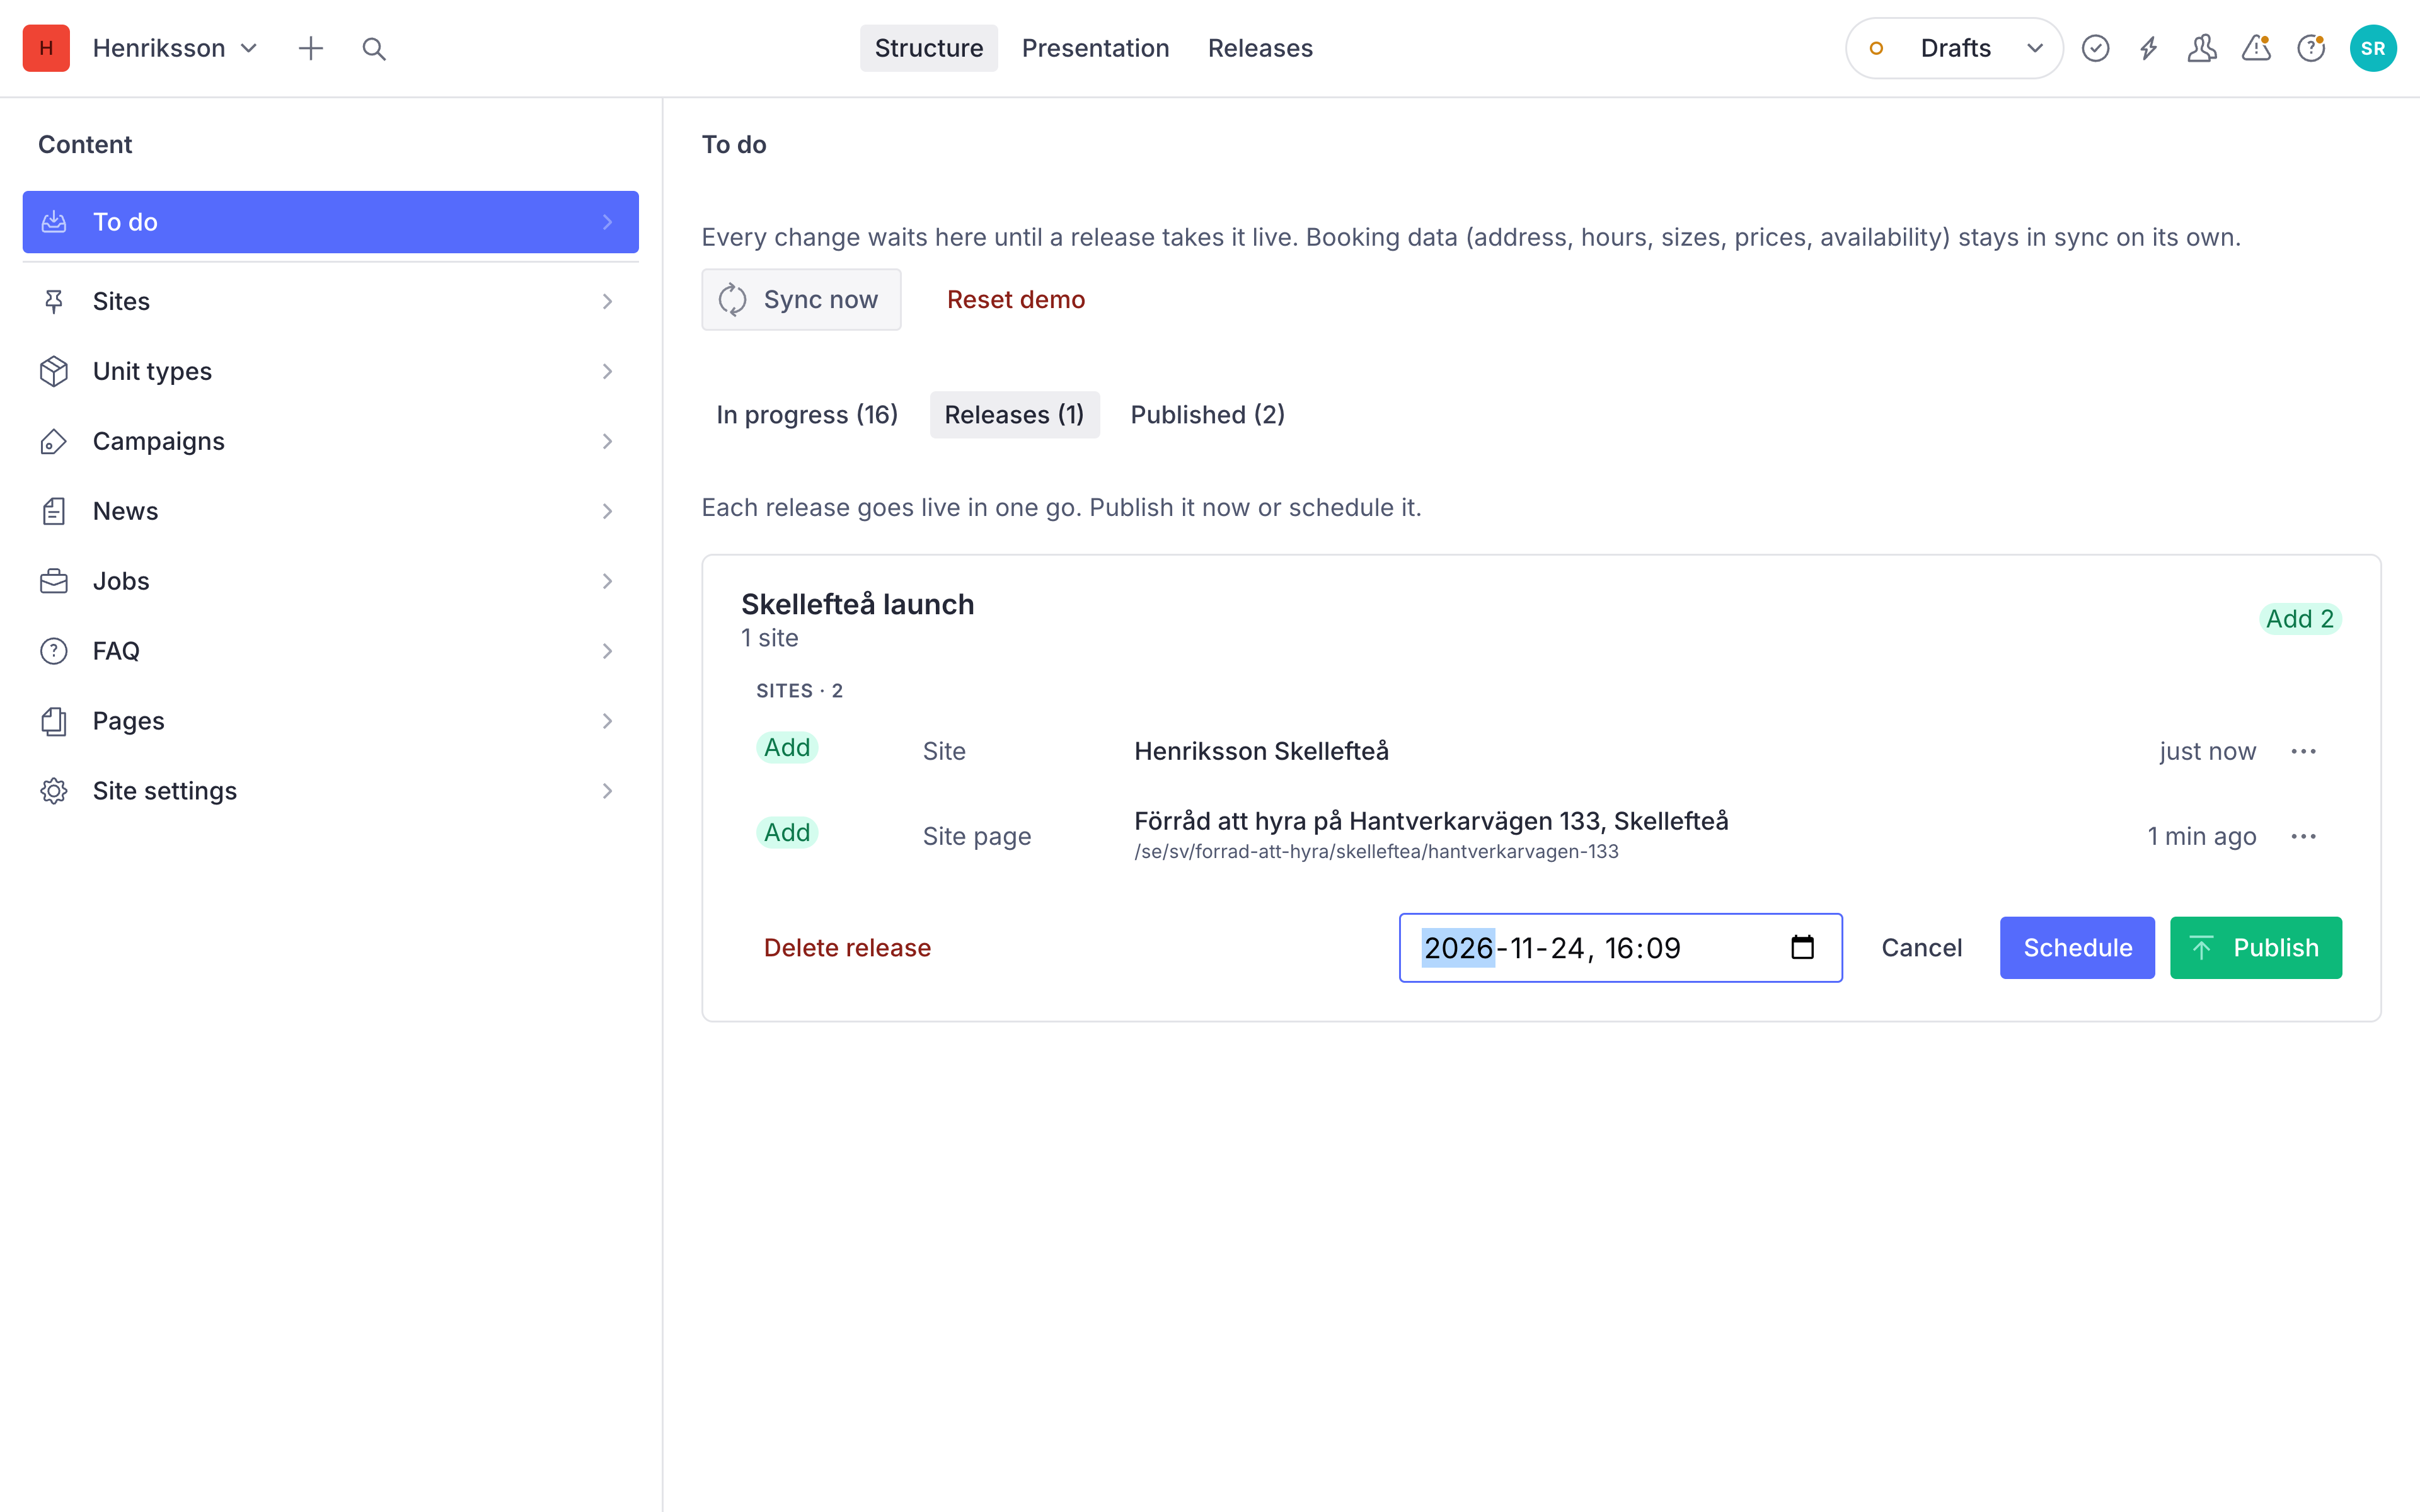 H Henriksson Structure Presentation Releases Drafts SR
Content
To do
Sites
Unit types
Campaigns
News
Jobs
FAQ
Pages
Site settings
To do
Every change waits here until a release takes it live. Booking data (address, hours, sizes, prices, availability) stays in sync on its own.
Sync now Reset demo
In progress (16) Releases (1) Published (2)
Each release goes live in one go. Publish it now or schedule it.
Skellefteå launch
1 site
Add 2
SITES · 2
Add Site Henriksson Skellefteå just now
Add Site page Förråd att hyra på Hantverkarvägen 133, Skellefteå 1 min ago
/se/sv/forrad-att-hyra/skelleftea/hantverkarvagen-133
Delete release 2026-11-24, 16:09 Cancel Schedule Publish